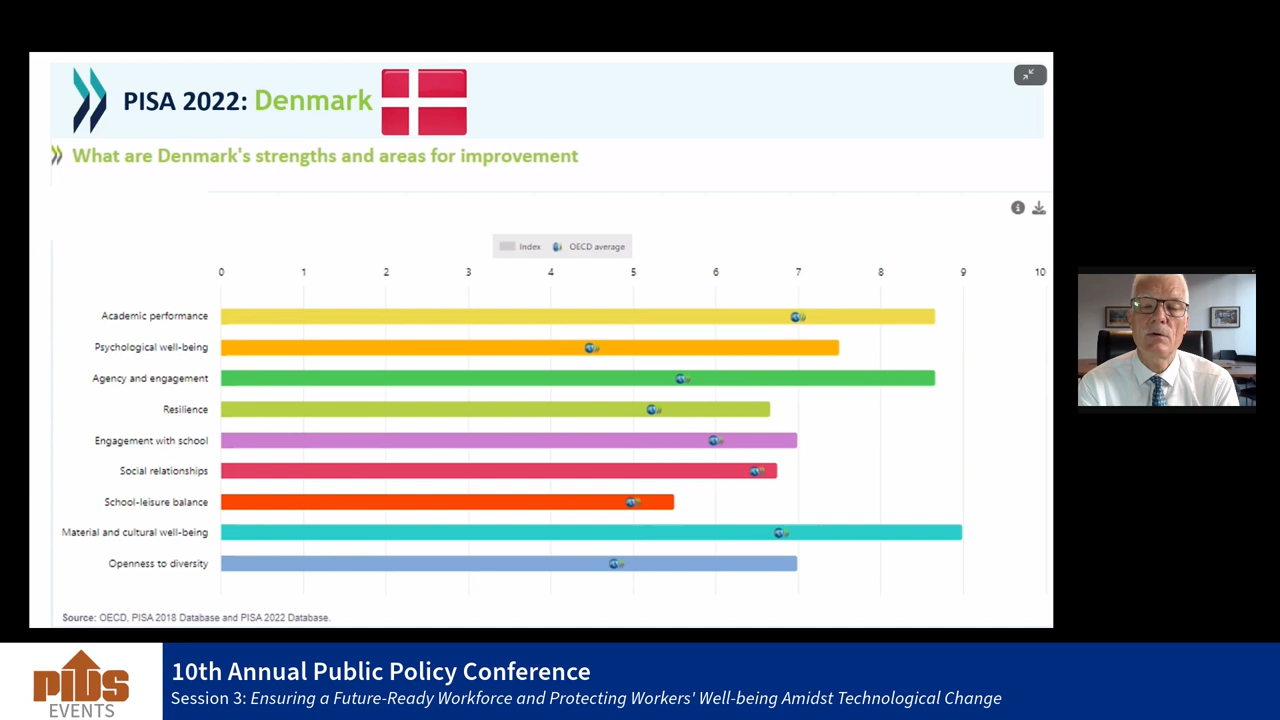 PISA 2022: Denmark
What are Denmark's strengths and areas for improvement
Index OECD average
0 1 2 3 4 5 6 7 8 9 10
Academic performance
Psychological well-being
Agency and engagement
Resilience
Engagement with school
Social relationships
School-leisure balance
Material and cultural well-being
Openness to diversity
Source: OECD, PISA 2018 Database and PISA 2022 Database.
PIDS
EVENTS
10th Annual Public Policy Conference
Session 3: Ensuring a Future-Ready Workforce and Protecting Workers' Well-being Amidst Technological Change